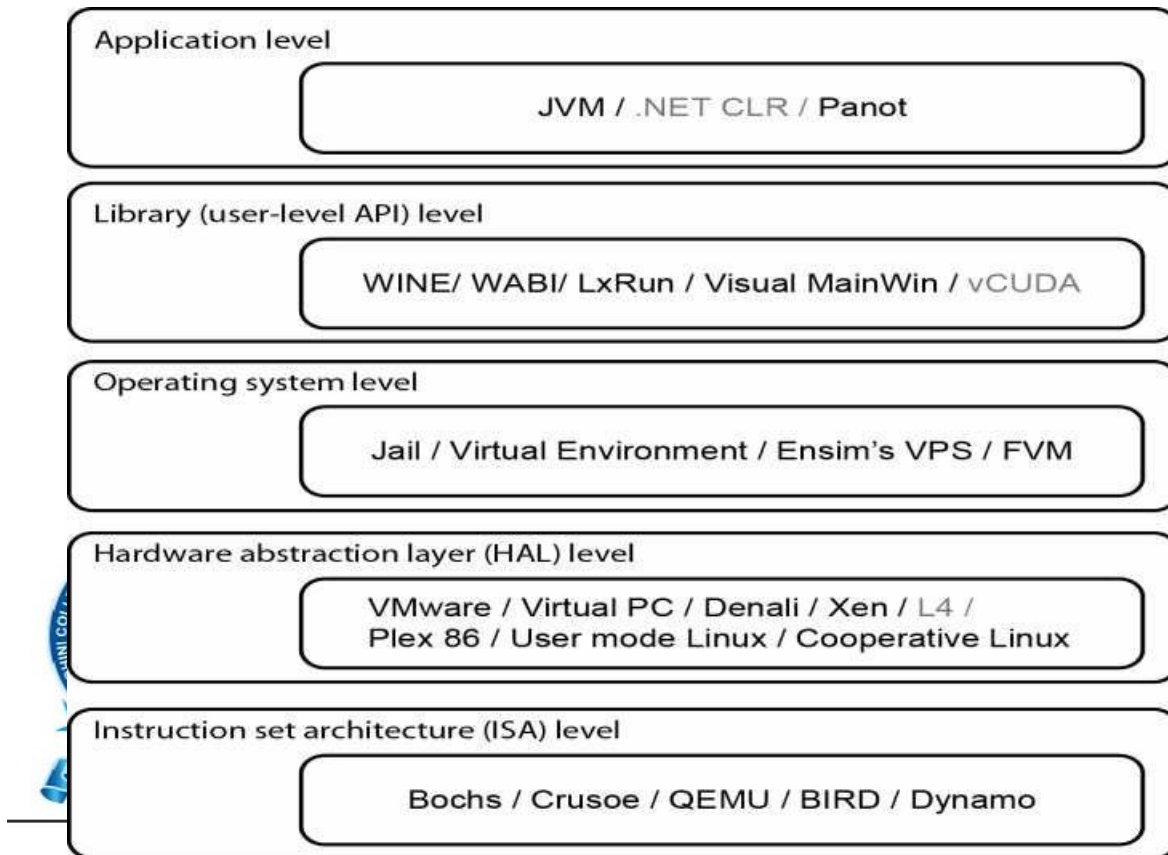 Application level
JVM / .NET CLR / Panot
Library (user-level API) level
WINE/ WABI/ LxRun / Visual MainWin / vCUDA
Operating system level
Jail / Virtual Environment / Ensim's VPS / FVM
Hardware abstraction layer (HAL) level
VMware / Virtual PC / Denali / Xen / L4 /
Plex 86 / User mode Linux / Cooperative Linux
Instruction set architecture (ISA) level
Bochs / Crusoe / QEMU / BIRD / Dynamo